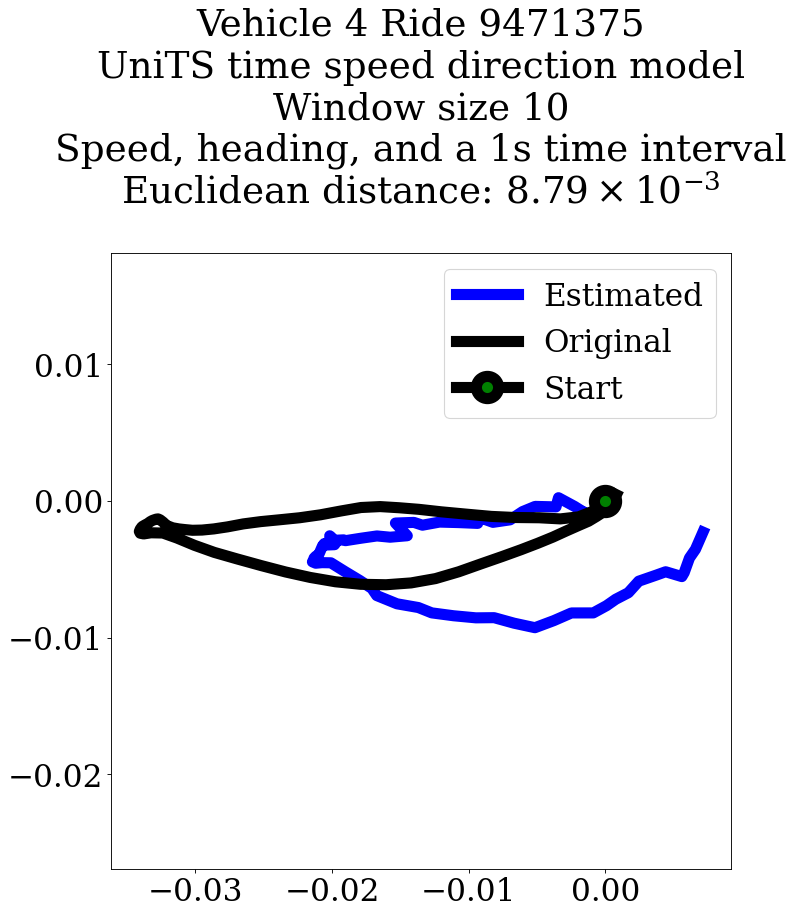 Vehicle 4 Ride 9471375
UniTS time speed direction model
Window size 10
Speed, heading, and a 1s time interval
Euclidean distance: 8.79 × 10⁻³
Estimated
Original
Start
0.01
0.00
−0.01
−0.02
−0.03
−0.02
−0.01
0.00